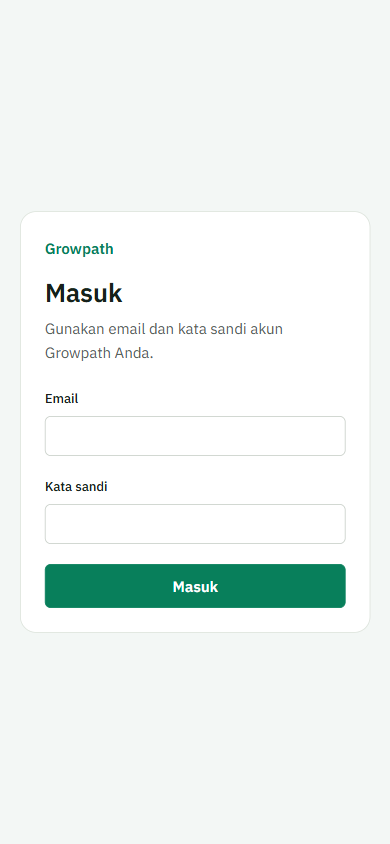 Growpath
Masuk
Gunakan email dan kata sandi akun
Growpath Anda.
Email
Kata sandi
Masuk